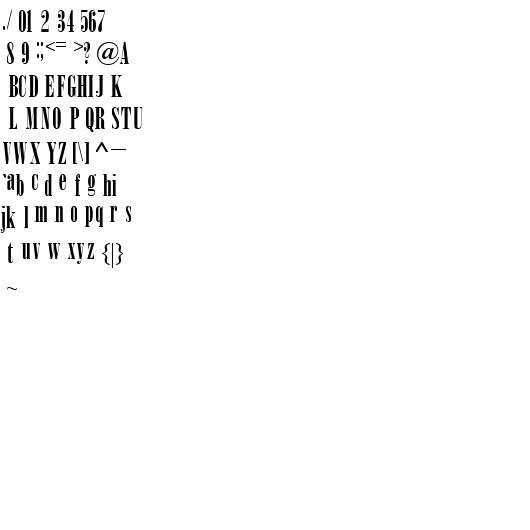 ./ 01 2 34 567
8 9 :;<= >? @A
BCD EFGHIJ K
L MNO P QR STU
VWX YZ [\] ^—
`ab c d e f g hi
jk l m n o pq r s
t uv w xyz {|}
~